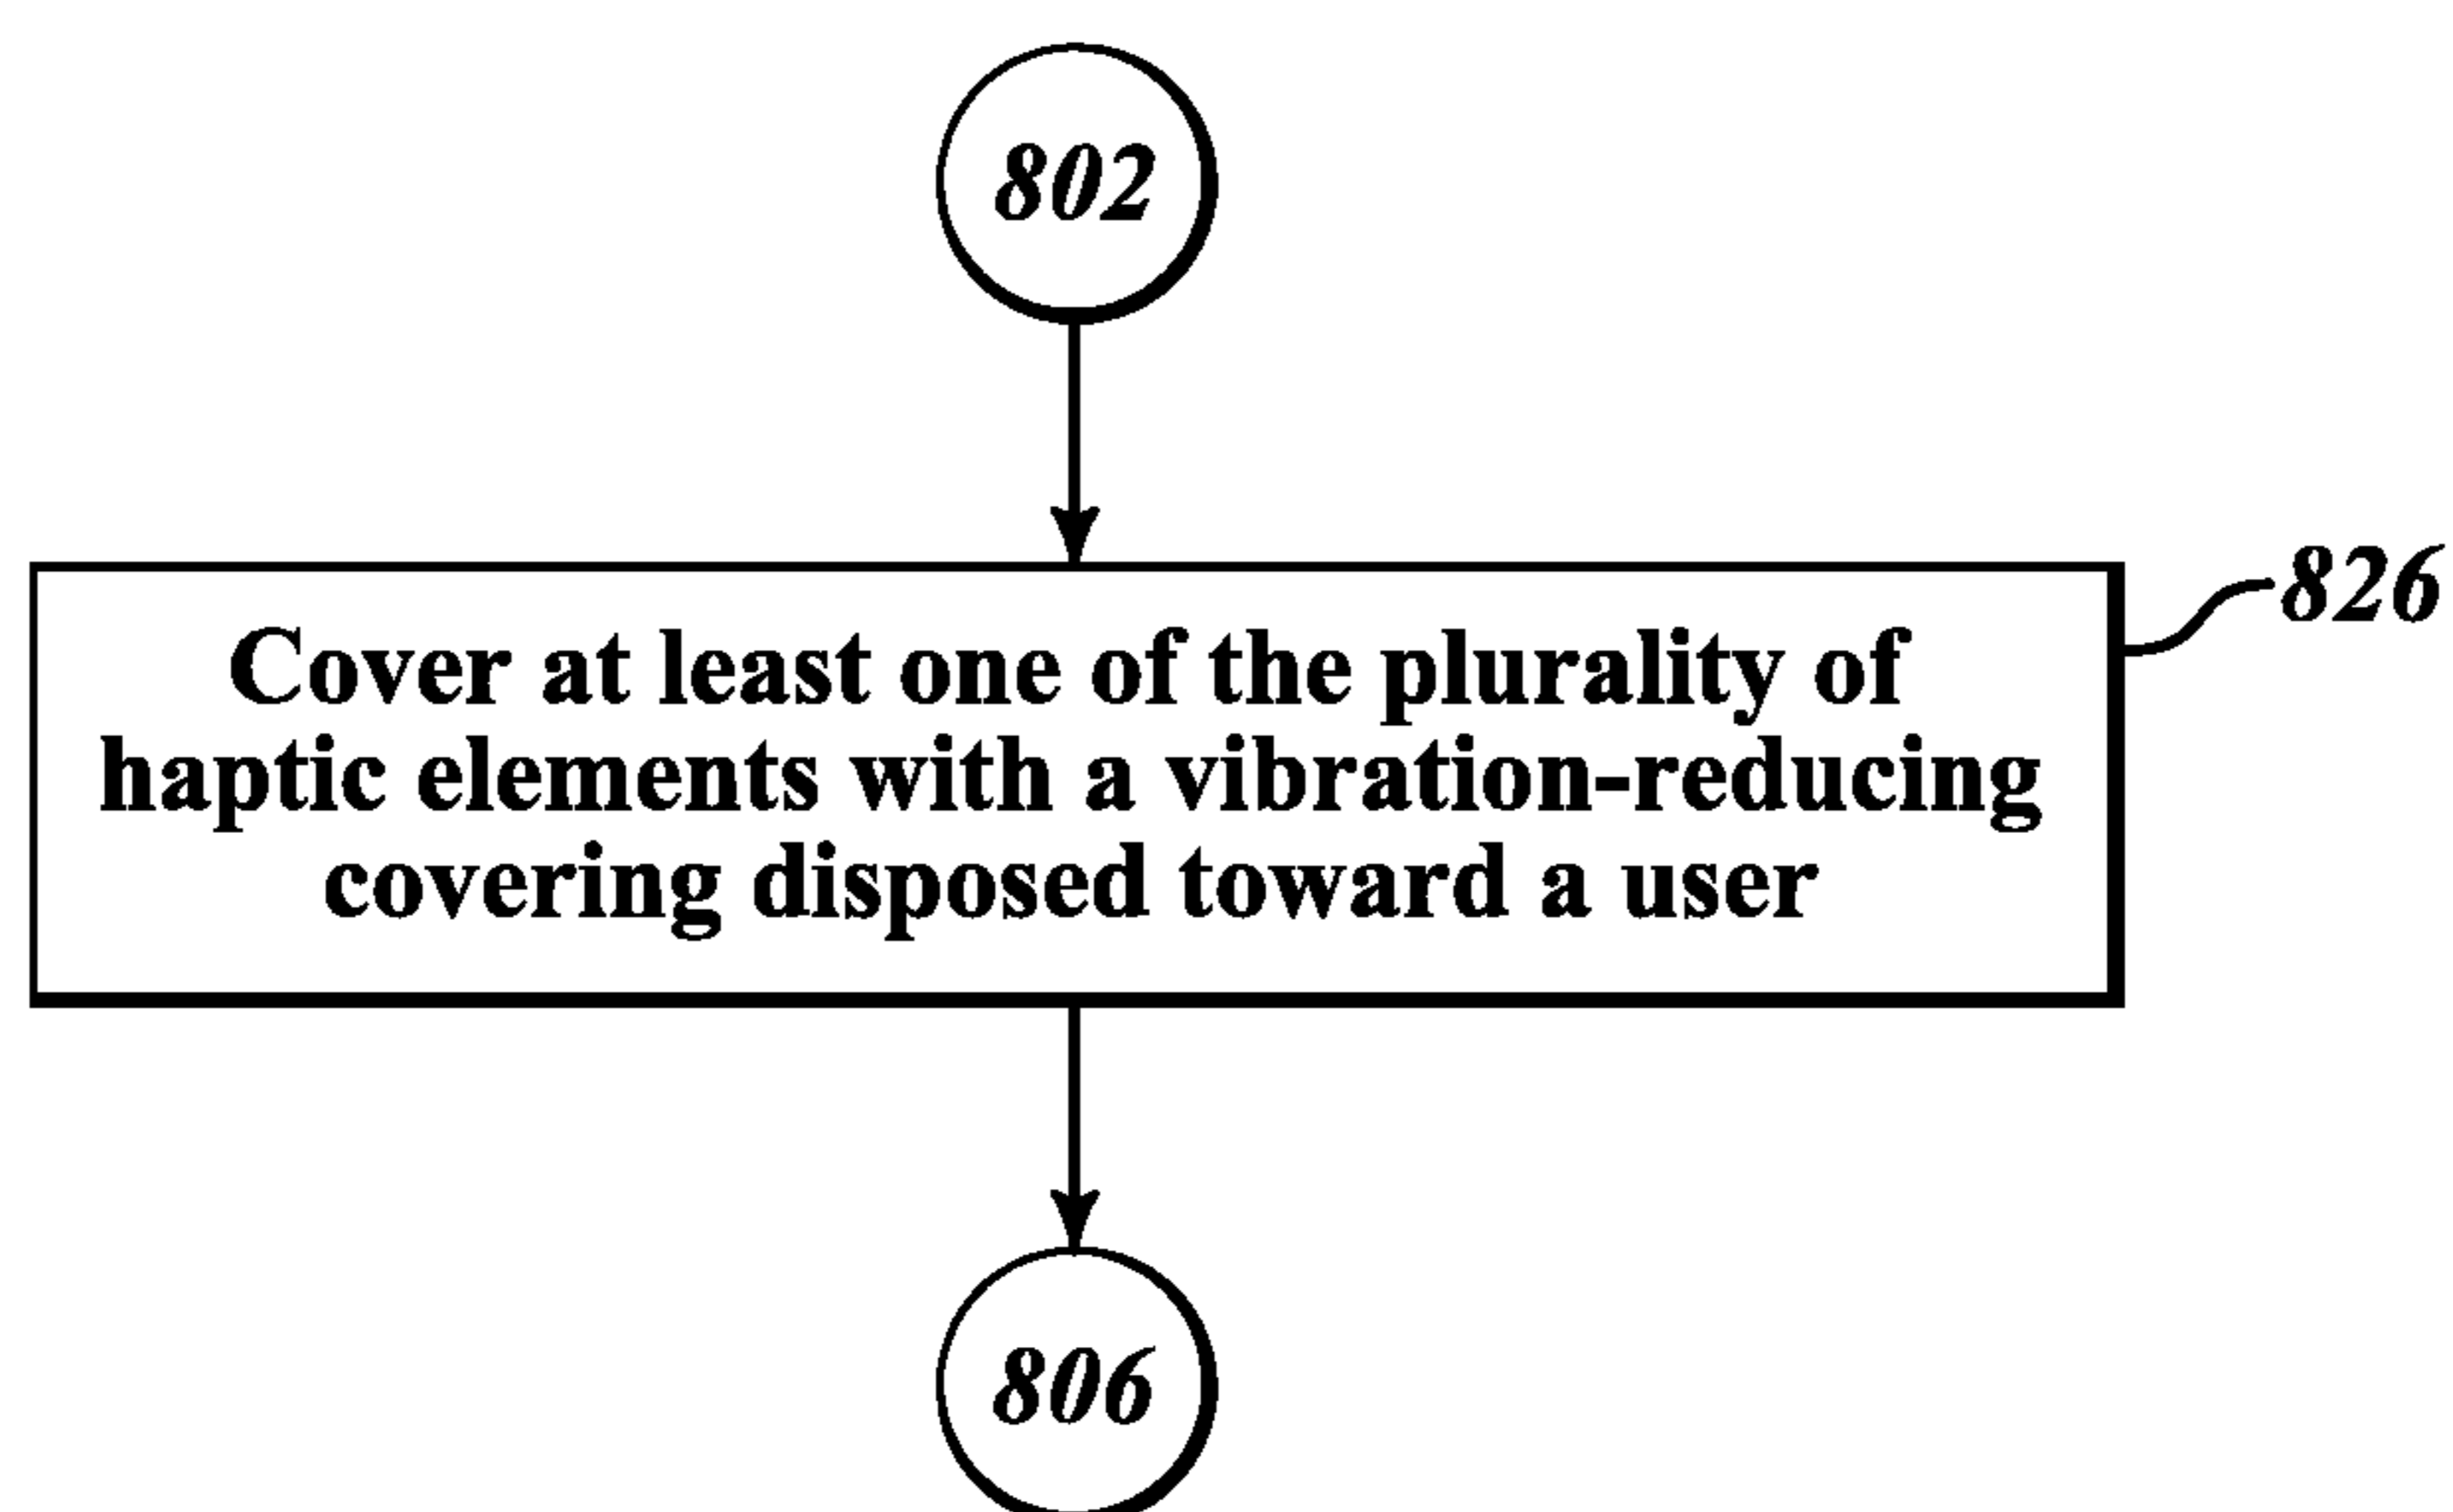 802
826
Cover at least one of the plurality of
haptic elements with a vibration-reducing
covering disposed toward a user
806